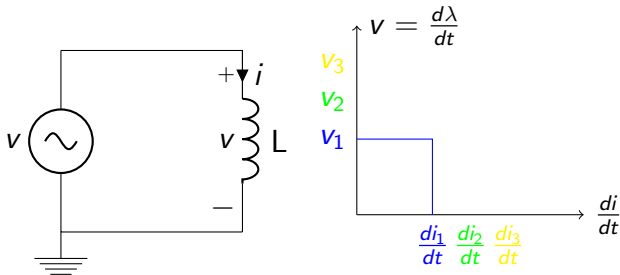 v
+
i
v
L
−
v = dλ/dt
v₃
v₂
v₁
di/dt
di₁/dt di₂/dt di₃/dt